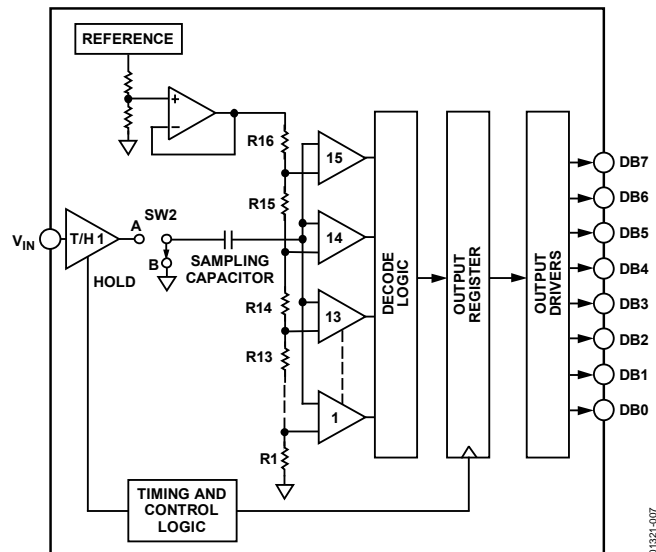 REFERENCE
+
−
R16
15
DB7
R15
DB6
V_IN
T/H 1
A
SW2
14
DB5
B
SAMPLING
CAPACITOR
DECODE
LOGIC
OUTPUT
REGISTER
OUTPUT
DRIVERS
DB4
HOLD
R14
13
DB3
R13
DB2
1
DB1
DB0
R1
TIMING AND
CONTROL
LOGIC
01321-007